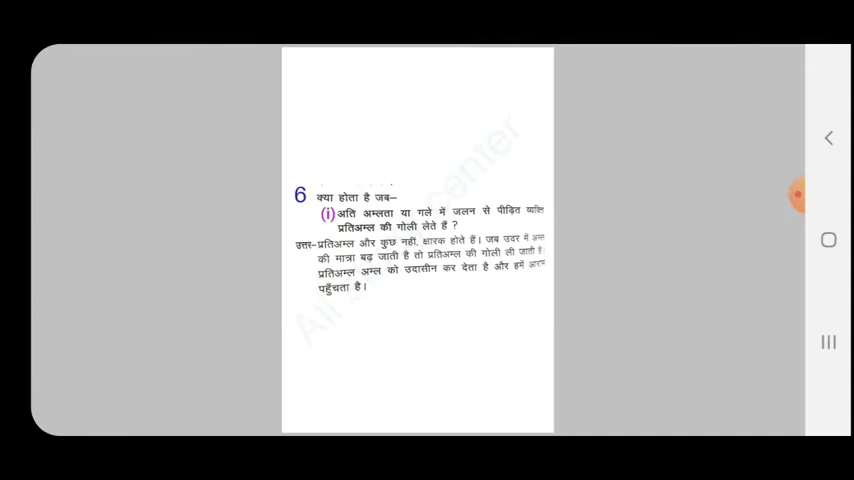 6 क्या होता है जब–
(i) अति अम्लता या गले में जलन से पीड़ित व्यक्ति
प्रतिअम्ल की गोली लेते हैं ?
उत्तर–प्रतिअम्ल और कुछ नहीं, क्षारक होते हैं। जब उदर में अम्ल
की मात्रा बढ़ जाती है तो प्रतिअम्ल की गोली ली जाती है।
प्रतिअम्ल अम्ल को उदासीन कर देता है और हमें आराम
पहुँचता है।